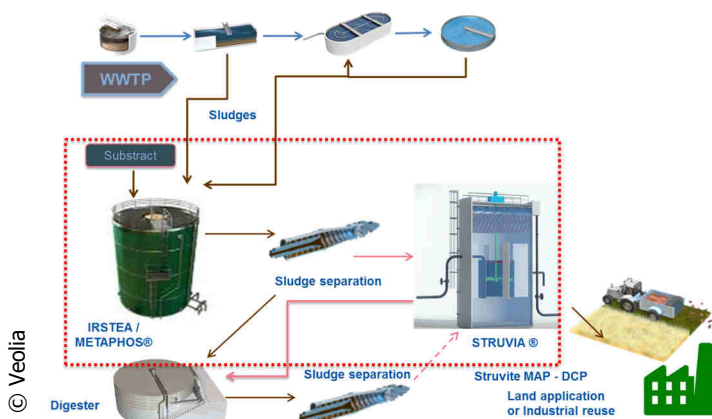 WWTP
Sludges
Substract
Sludge separation
IRSTEA /
METAPHOS®
STRUVIA ®
Sludge separation
Struvite MAP - DCP
Digester
Land application
or Industrial reuse
© Veolia